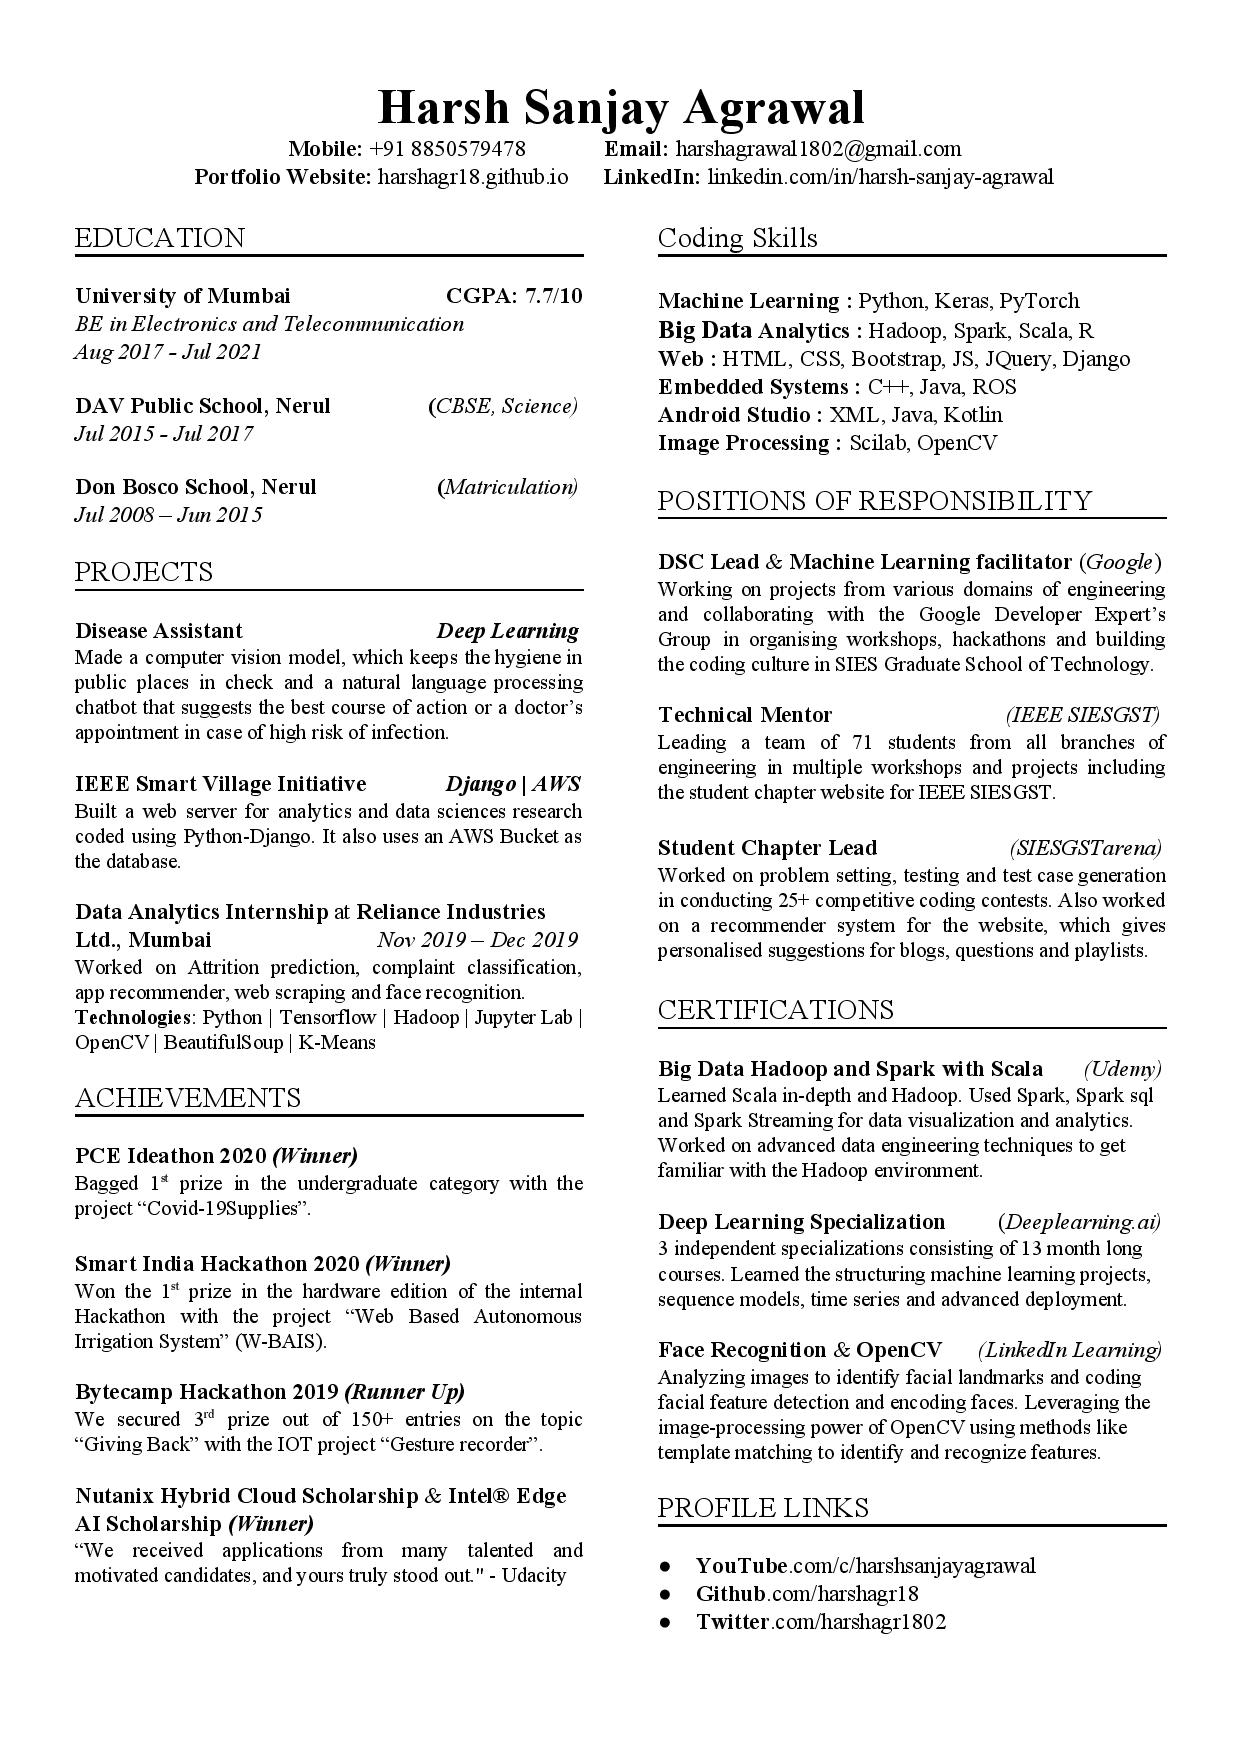 Harsh Sanjay Agrawal
Mobile: +91 8850579478 Email: harshagrawal1802@gmail.com
Portfolio Website: harshagr18.github.io LinkedIn: linkedin.com/in/harsh-sanjay-agrawal
EDUCATION
University of Mumbai CGPA: 7.7/10
BE in Electronics and Telecommunication
Aug 2017 - Jul 2021
DAV Public School, Nerul (CBSE, Science)
Jul 2015 - Jul 2017
Don Bosco School, Nerul (Matriculation)
Jul 2008 – Jun 2015
PROJECTS
Disease Assistant Deep Learning
Made a computer vision model, which keeps the hygiene in
public places in check and a natural language processing
chatbot that suggests the best course of action or a doctor’s
appointment in case of high risk of infection.
IEEE Smart Village Initiative Django | AWS
Built a web server for analytics and data sciences research
coded using Python-Django. It also uses an AWS Bucket as
the database.
Data Analytics Internship at Reliance Industries
Ltd., Mumbai Nov 2019 – Dec 2019
Worked on Attrition prediction, complaint classification,
app recommender, web scraping and face recognition.
Technologies: Python | Tensorflow | Hadoop | Jupyter Lab |
OpenCV | BeautifulSoup | K-Means
ACHIEVEMENTS
PCE Ideathon 2020 (Winner)
Bagged 1st prize in the undergraduate category with the
project “Covid-19Supplies”.
Smart India Hackathon 2020 (Winner)
Won the 1st prize in the hardware edition of the internal
Hackathon with the project “Web Based Autonomous
Irrigation System” (W-BAIS).
Bytecamp Hackathon 2019 (Runner Up)
We secured 3rd prize out of 150+ entries on the topic
“Giving Back” with the IOT project “Gesture recorder”.
Nutanix Hybrid Cloud Scholarship & Intel® Edge
AI Scholarship (Winner)
“We received applications from many talented and
motivated candidates, and yours truly stood out." - Udacity
Coding Skills
Machine Learning : Python, Keras, PyTorch
Big Data Analytics : Hadoop, Spark, Scala, R
Web : HTML, CSS, Bootstrap, JS, JQuery, Django
Embedded Systems : C++, Java, ROS
Android Studio : XML, Java, Kotlin
Image Processing : Scilab, OpenCV
POSITIONS OF RESPONSIBILITY
DSC Lead & Machine Learning facilitator (Google)
Working on projects from various domains of engineering
and collaborating with the Google Developer Expert’s
Group in organising workshops, hackathons and building
the coding culture in SIES Graduate School of Technology.
Technical Mentor (IEEE SIESGST)
Leading a team of 71 students from all branches of
engineering in multiple workshops and projects including
the student chapter website for IEEE SIESGST.
Student Chapter Lead (SIESGSTarena)
Worked on problem setting, testing and test case generation
in conducting 25+ competitive coding contests. Also worked
on a recommender system for the website, which gives
personalised suggestions for blogs, questions and playlists.
CERTIFICATIONS
Big Data Hadoop and Spark with Scala (Udemy)
Learned Scala in-depth and Hadoop. Used Spark, Spark sql
and Spark Streaming for data visualization and analytics.
Worked on advanced data engineering techniques to get
familiar with the Hadoop environment.
Deep Learning Specialization (Deeplearning.ai)
3 independent specializations consisting of 13 month long
courses. Learned the structuring machine learning projects,
sequence models, time series and advanced deployment.
Face Recognition & OpenCV (LinkedIn Learning)
Analyzing images to identify facial landmarks and coding
facial feature detection and encoding faces. Leveraging the
image-processing power of OpenCV using methods like
template matching to identify and recognize features.
PROFILE LINKS
● YouTube.com/c/harshsanjayagrawal
● Github.com/harshagr18
● Twitter.com/harshagr1802